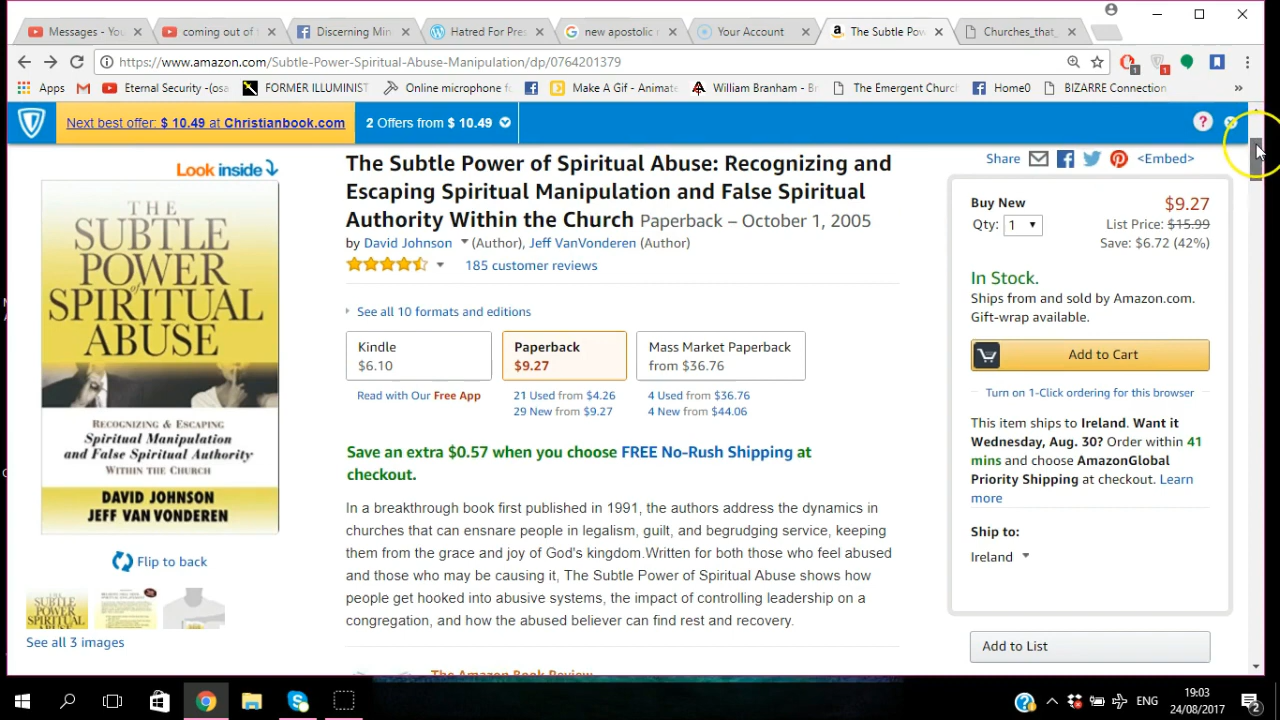 Messages - You
coming out of t
Discerning Min
Hatred For Pres
new apostolic r
Your Account
The Subtle Pow
Churches_that_
https://www.amazon.com/Subtle-Power-Spiritual-Abuse-Manipulation/dp/0764201379
1
1
Apps
Eternal Security -(osa
FORMER ILLUMINIST
Online microphone f
Make A Gif - Animate
William Branham - Br
The Emergent Churc
Home0
BIZARRE Connection
»
Next best offer: $ 10.49 at Christianbook.com
2 Offers from $ 10.49
?
Look inside
THE
SUBTLE
POWER
of
SPIRITUAL
ABUSE
RECOGNIZING & ESCAPING
Spiritual Manipulation
and False Spiritual Authority
WITHIN THE CHURCH
DAVID JOHNSON
JEFF VAN VONDEREN
Flip to back
See all 3 images
The Subtle Power of Spiritual Abuse: Recognizing and
Escaping Spiritual Manipulation and False Spiritual
Authority Within the Church Paperback – October 1, 2005
by David Johnson (Author), Jeff VanVonderen (Author)
185 customer reviews
See all 10 formats and editions
Kindle
$6.10
Paperback
$9.27
Mass Market Paperback
from $36.76
Read with Our Free App
21 Used from $4.26
29 New from $9.27
4 Used from $36.76
4 New from $44.06
Save an extra $0.57 when you choose FREE No-Rush Shipping at
checkout.
In a breakthrough book first published in 1991, the authors address the dynamics in
churches that can ensnare people in legalism, guilt, and begrudging service, keeping
them from the grace and joy of God's kingdom.Written for both those who feel abused
and those who may be causing it, The Subtle Power of Spiritual Abuse shows how
people get hooked into abusive systems, the impact of controlling leadership on a
congregation, and how the abused believer can find rest and recovery.
The Amazon Book Review
Share
<Embed>
Buy New
$9.27
Qty: 1
List Price: $15.99
Save: $6.72 (42%)
In Stock.
Ships from and sold by Amazon.com.
Gift-wrap available.
Add to Cart
Turn on 1-Click ordering for this browser
This item ships to Ireland. Want it
Wednesday, Aug. 30? Order within 41
mins and choose AmazonGlobal
Priority Shipping at checkout. Learn
more
Ship to:
Ireland
Add to List
ENG
19:03
24/08/2017
2